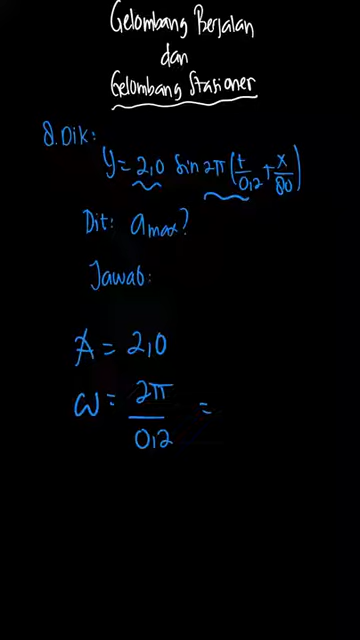 Gelombang Berjalan
dan
Gelombang Stasioner
8. Dik:
y = 2,0 sin 2π (t/0,2 + x/80)
Dit: amax?
Jawab:
A = 2,0
ω = 2π/0,2 =